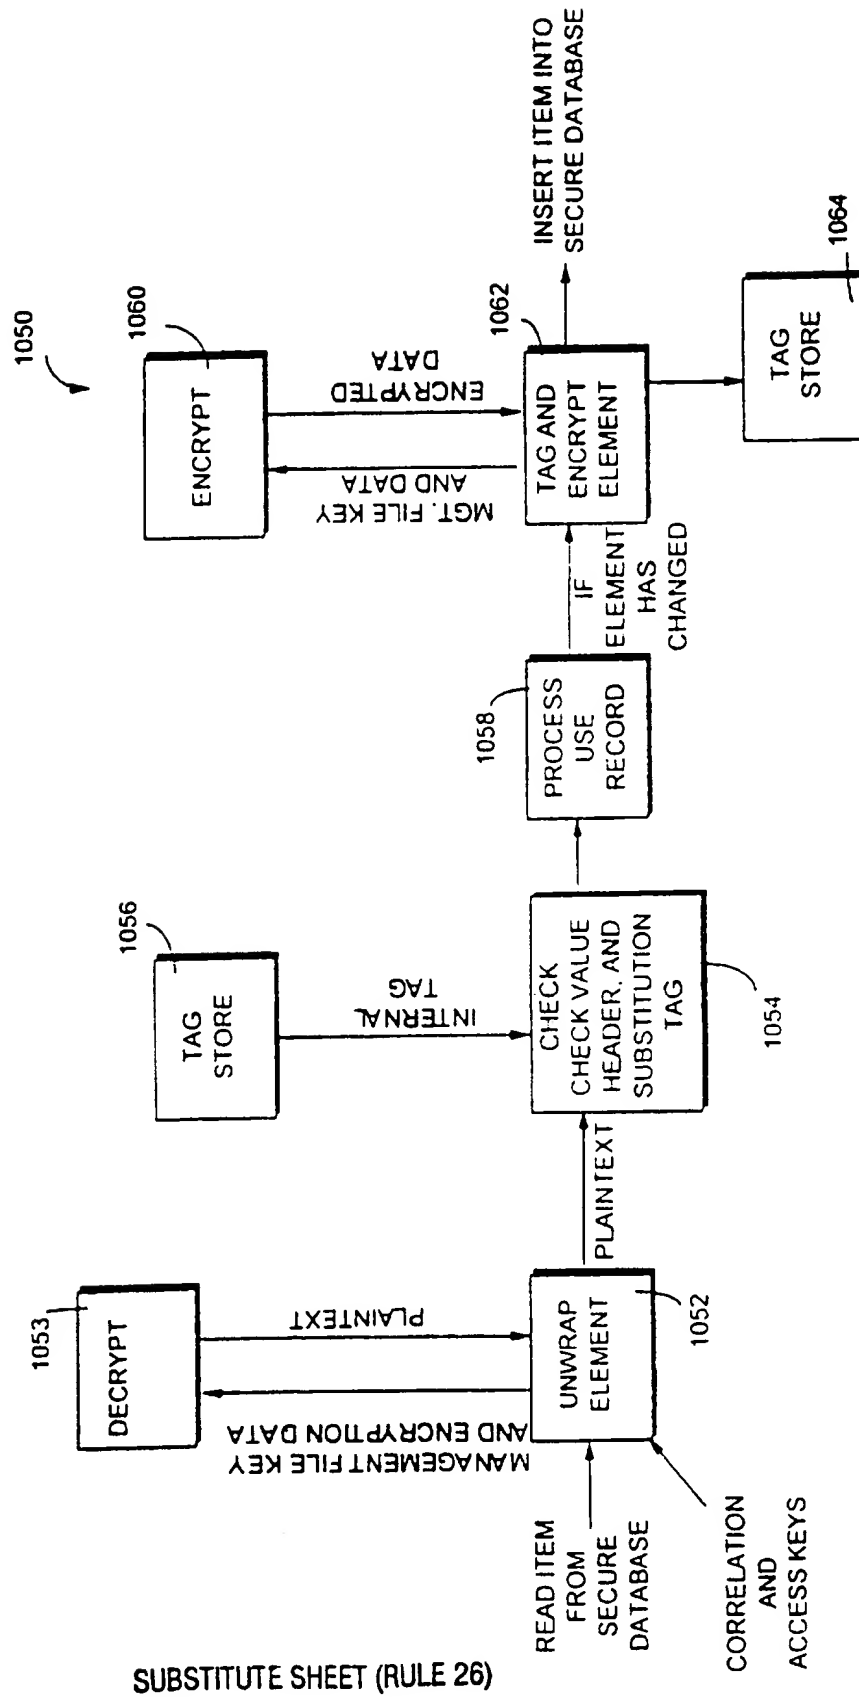 1050
DECRYPT
1053
MANAGEMENT FILE KEY
AND ENCRYPTION DATA
PLAINTEXT
READ ITEM
FROM
SECURE
DATABASE
UNWRAP
ELEMENT
1052
CORRELATION
AND
ACCESS KEYS
PLAINTEXT
TAG
STORE
1056
INTERNAL
TAG
CHECK
CHECK VALUE
HEADER, AND
SUBSTITUTION
TAG
1054
PROCESS
USE
RECORD
1058
IF
ELEMENT
HAS
CHANGED
ENCRYPT
1060
MGT. FILE KEY
AND DATA
ENCRYPTED
DATA
TAG AND
ENCRYPT
ELEMENT
1062
INSERT ITEM INTO
SECURE DATABASE
TAG
STORE
1064
SUBSTITUTE SHEET (RULE 26)